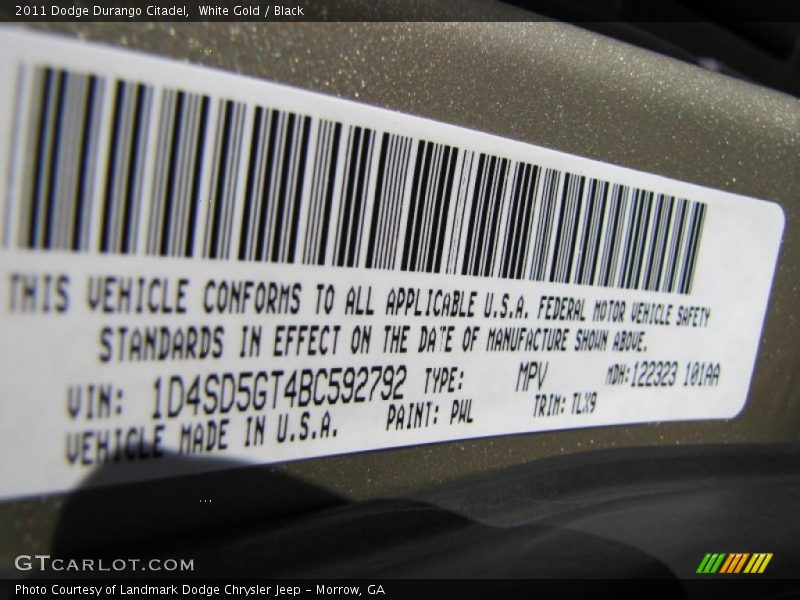 2011 Dodge Durango Citadel,  White Gold / Black
THIS VEHICLE CONFORMS TO ALL APPLICABLE U.S.A. FEDERAL MOTOR VEHICLE SAFETY
STANDARDS IN EFFECT ON THE DATE OF MANUFACTURE SHOWN ABOVE.
VIN: 1D4SD5GT4BC592792 TYPE: MPV MDH:122323 101AA
VEHICLE MADE IN U.S.A. PAINT: PWL TRIM: TLX9
GTCARLOT.COM
Photo Courtesy of Landmark Dodge Chrysler Jeep - Morrow, GA